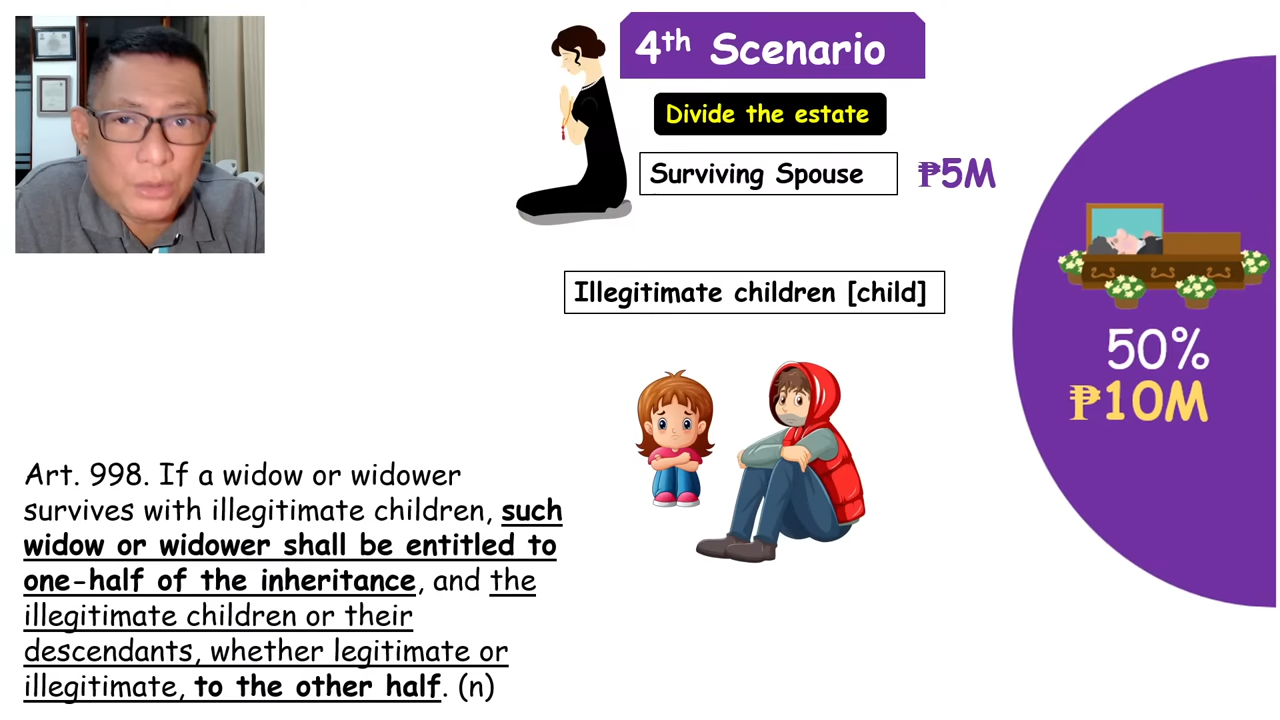 4th Scenario
Divide the estate
Surviving Spouse
₱5M
Illegitimate children [child]
50%
₱10M
Art. 998. If a widow or widower
survives with illegitimate children, such
widow or widower shall be entitled to
one-half of the inheritance, and the
illegitimate children or their
descendants, whether legitimate or
illegitimate, to the other half. (n)